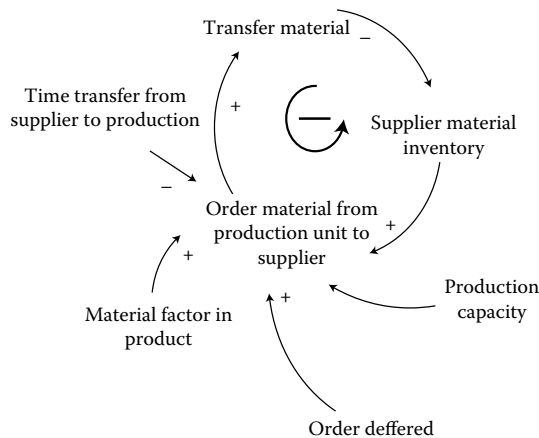 Transfer material
–
Time transfer from
supplier to production
+
–
Supplier material
inventory
–
Order material from
production unit to
supplier
+
+
Material factor in
product
+
Production
capacity
Order deffered